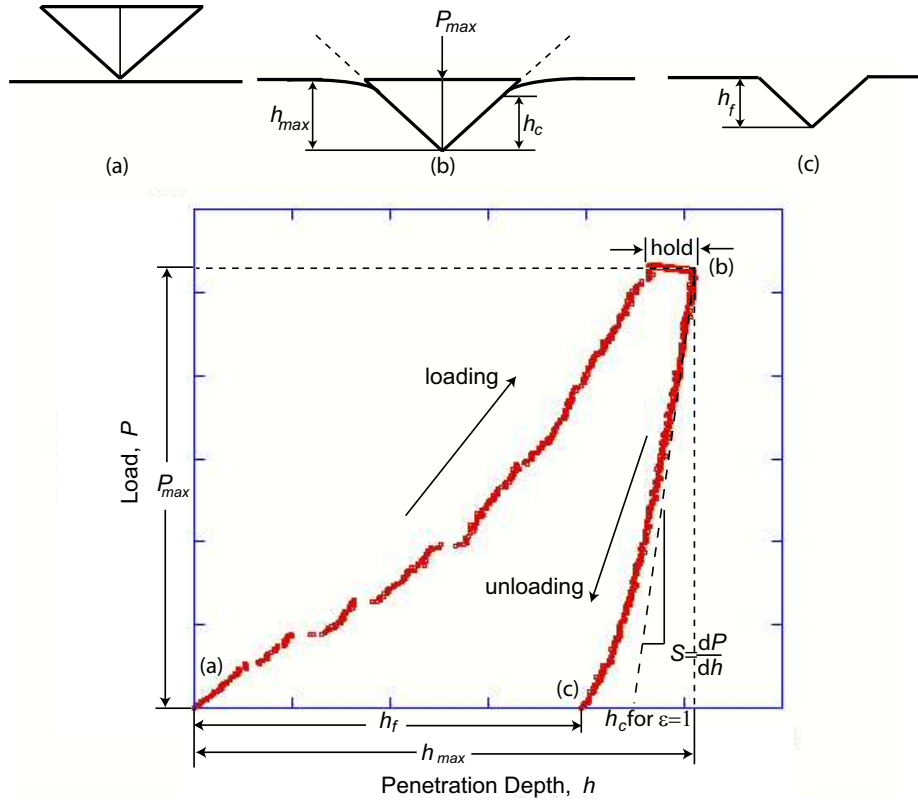 P_max
h_max
h_c
h_f
(a)
(b)
(c)
hold
(b)
loading
Load, P
P_max
unloading
S=dP/dh
(a)
(c)
h_f
h_c for ε=1
h_max
Penetration Depth, h